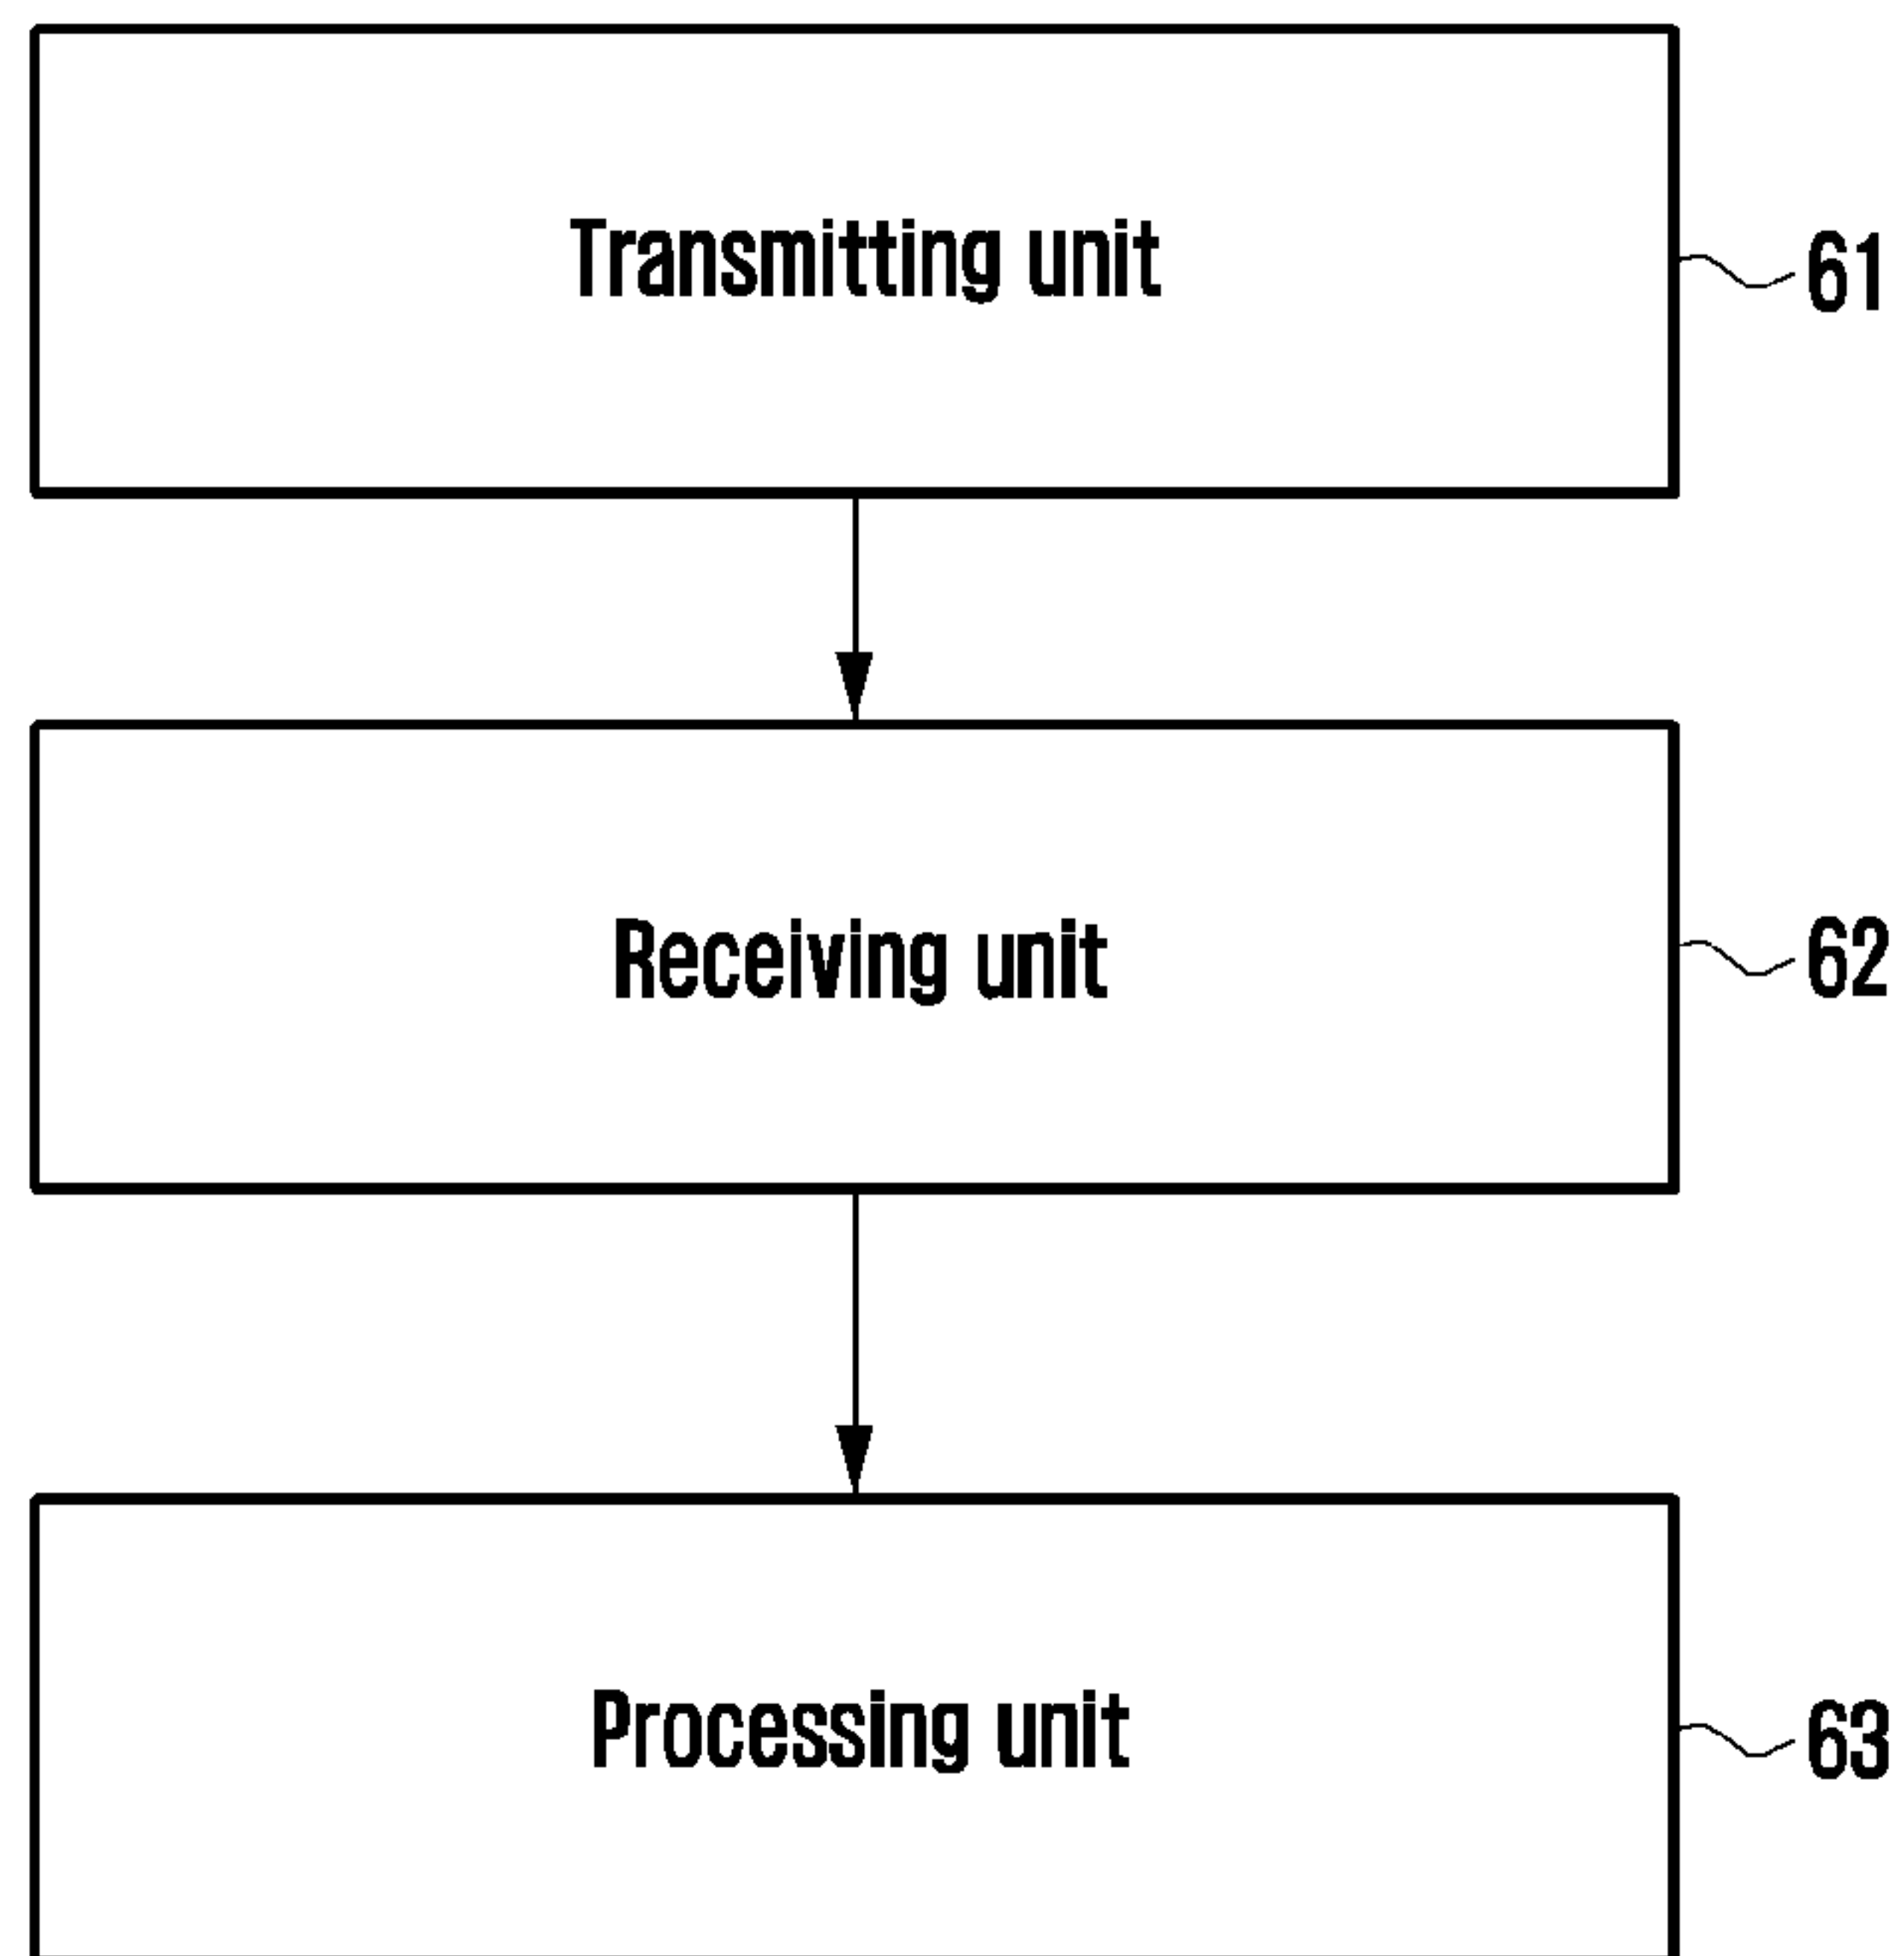 Transmitting unit
61
Receiving unit
62
Processing unit
63